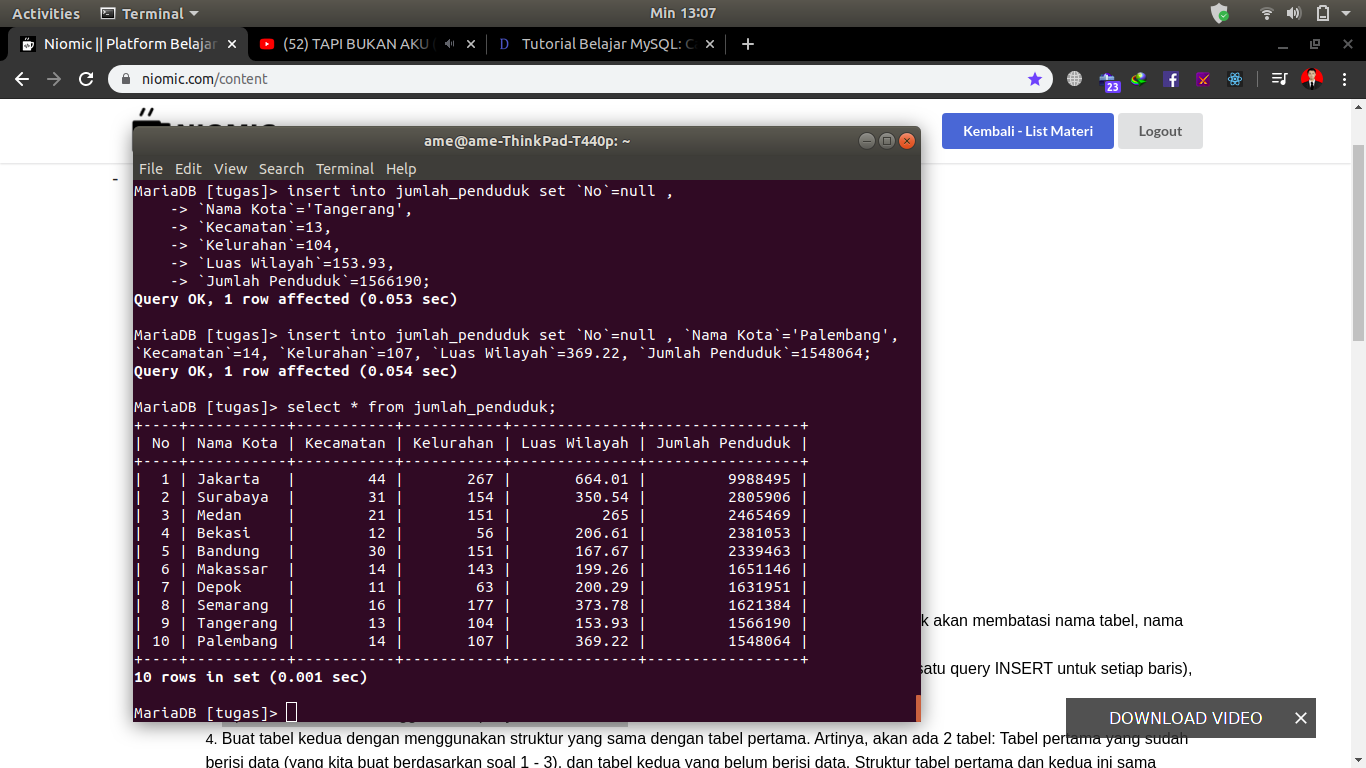 Activities Terminal Min 13:07
Niomic || Platform Belajar (52) TAPI BUKAN AKU Tutorial Belajar MySQL: C
niomic.com/content 23
Kembali - List Materi Logout
ame@ame-ThinkPad-T440p: ~
File Edit View Search Terminal Help
-
MariaDB [tugas]> insert into jumlah_penduduk set `No`=null ,
    -> `Nama Kota`='Tangerang',
    -> `Kecamatan`=13,
    -> `Kelurahan`=104,
    -> `Luas Wilayah`=153.93,
    -> `Jumlah Penduduk`=1566190;
Query OK, 1 row affected (0.053 sec)
MariaDB [tugas]> insert into jumlah_penduduk set `No`=null , `Nama Kota`='Palembang',
`Kecamatan`=14, `Kelurahan`=107, `Luas Wilayah`=369.22, `Jumlah Penduduk`=1548064;
Query OK, 1 row affected (0.054 sec)
MariaDB [tugas]> select * from jumlah_penduduk;
+----+-----------+-----------+-----------+--------------+-----------------+
| No | Nama Kota | Kecamatan | Kelurahan | Luas Wilayah | Jumlah Penduduk |
+----+-----------+-----------+-----------+--------------+-----------------+
|  1 | Jakarta   |        44 |       267 |       664.01 |         9988495 |
|  2 | Surabaya  |        31 |       154 |       350.54 |         2805906 |
|  3 | Medan     |        21 |       151 |          265 |         2465469 |
|  4 | Bekasi    |        12 |        56 |       206.61 |         2381053 |
|  5 | Bandung   |        30 |       151 |       167.67 |         2339463 |
|  6 | Makassar  |        14 |       143 |       199.26 |         1651146 |
|  7 | Depok     |        11 |        63 |       200.29 |         1631951 |
|  8 | Semarang  |        16 |       177 |       373.78 |         1621384 |
|  9 | Tangerang |        13 |       104 |       153.93 |         1566190 |
| 10 | Palembang |        14 |       107 |       369.22 |         1548064 |
+----+-----------+-----------+-----------+--------------+-----------------+
10 rows in set (0.001 sec)
MariaDB [tugas]>
k akan membatasi nama tabel, nama
satu query INSERT untuk setiap baris),
DOWNLOAD VIDEO
4. Buat tabel kedua dengan menggunakan struktur yang sama dengan tabel pertama. Artinya, akan ada 2 tabel: Tabel pertama yang sudah
berisi data (yang kita buat berdasarkan soal 1 - 3), dan tabel kedua yang belum berisi data. Struktur tabel pertama dan kedua ini sama